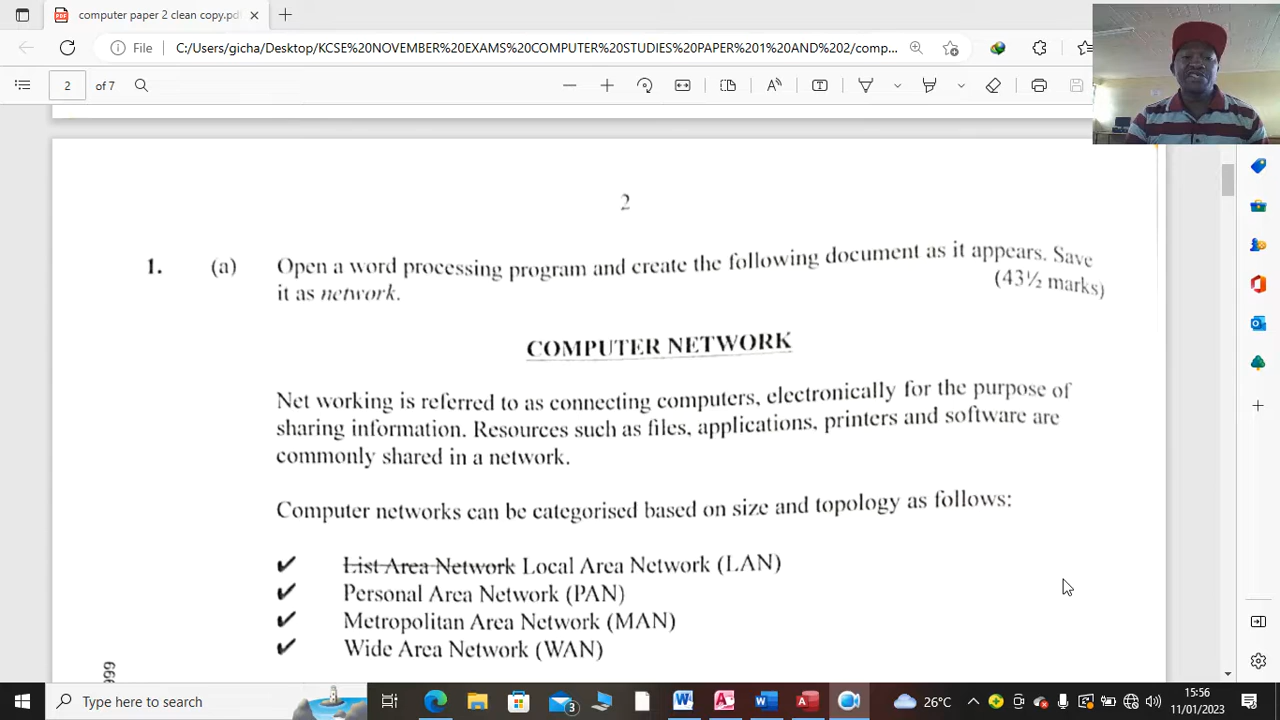 computer paper 2 clean copy.pdf
File C:/Users/gicha/Desktop/KCSE%20NOVEMBER%20EXAMS%20COMPUTER%20STUDIES%20PAPER%201%20AND%202/comp...
2 of 7
2
1. (a) Open a word processing program and create the following document as it appears. Save
it as network. (43½ marks)
COMPUTER NETWORK
Net working is referred to as connecting computers, electronically for the purpose of
sharing information. Resources such as files, applications, printers and software are
commonly shared in a network.
Computer networks can be categorised based on size and topology as follows:
✓ List Area Network Local Area Network (LAN)
✓ Personal Area Network (PAN)
✓ Metropolitan Area Network (MAN)
✓ Wide Area Network (WAN)
Type here to search
3
26°C
15:56
11/01/2023